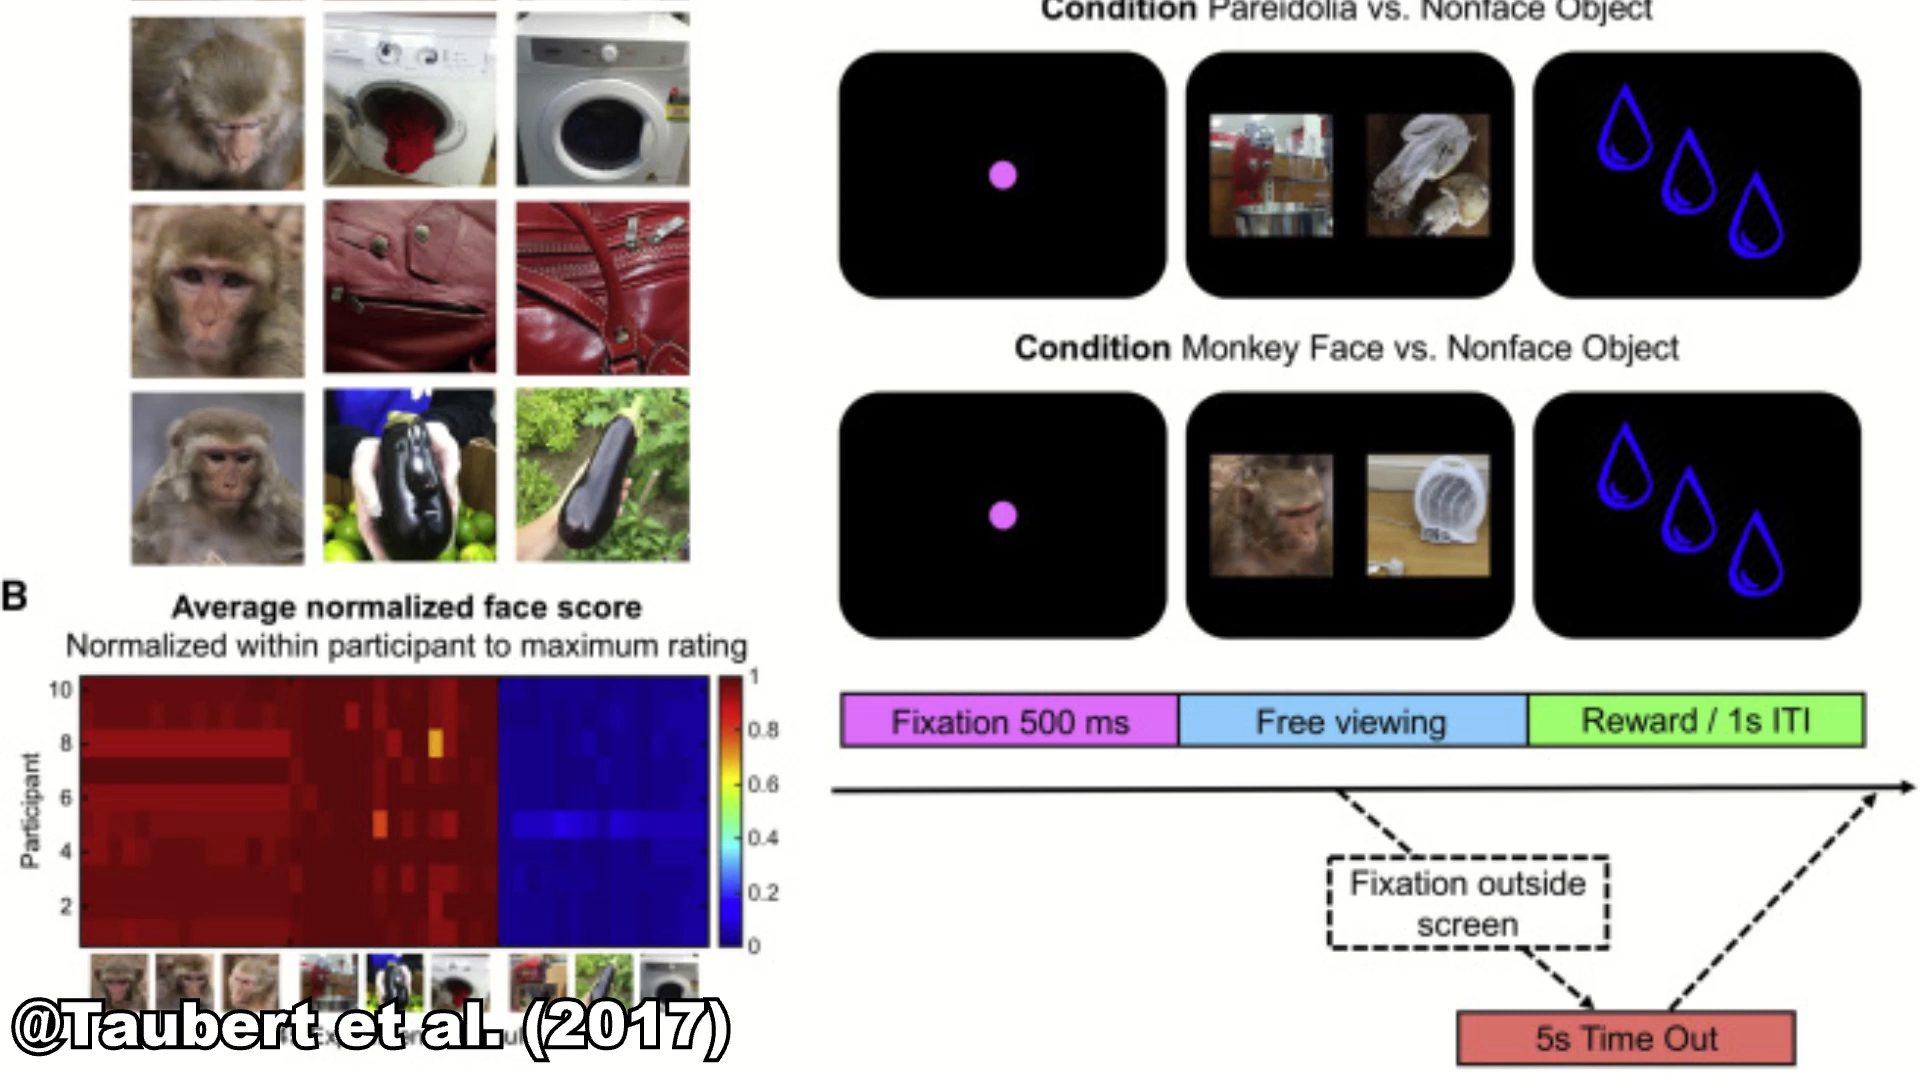 Condition Pareidolia vs. Nonface Object
Condition Monkey Face vs. Nonface Object
B
Average normalized face score
Normalized within participant to maximum rating
Participant
10
8
6
4
2
1
0.8
0.6
0.4
0.2
0
Fixation 500 ms
Free viewing
Reward / 1s ITI
Fixation outside
screen
5s Time Out
@Taubert et al. (2017)